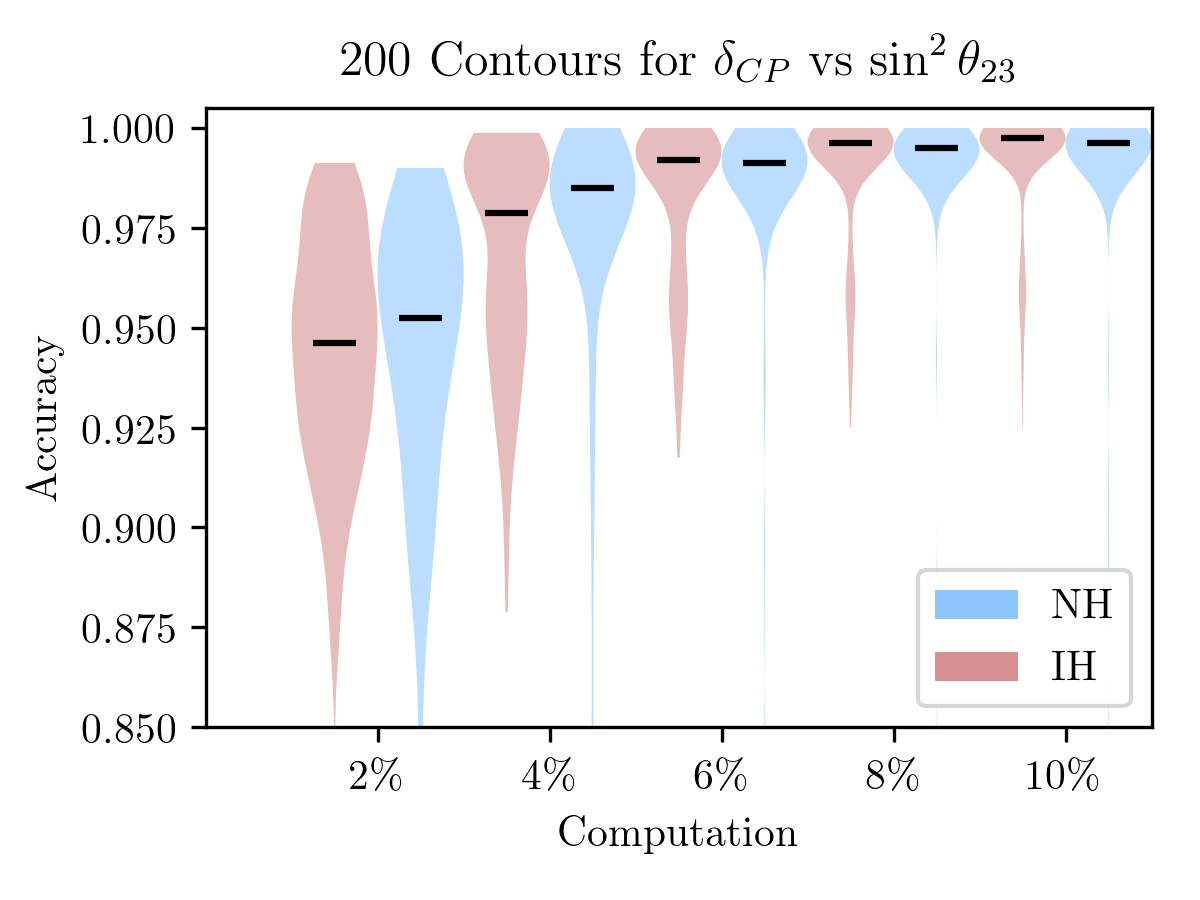 200 Contours for δ_CP vs sin² θ₂₃
1.000
0.975
0.950
0.925
0.900
0.875
0.850
Accuracy
NH
IH
2% 4% 6% 8% 10%
Computation